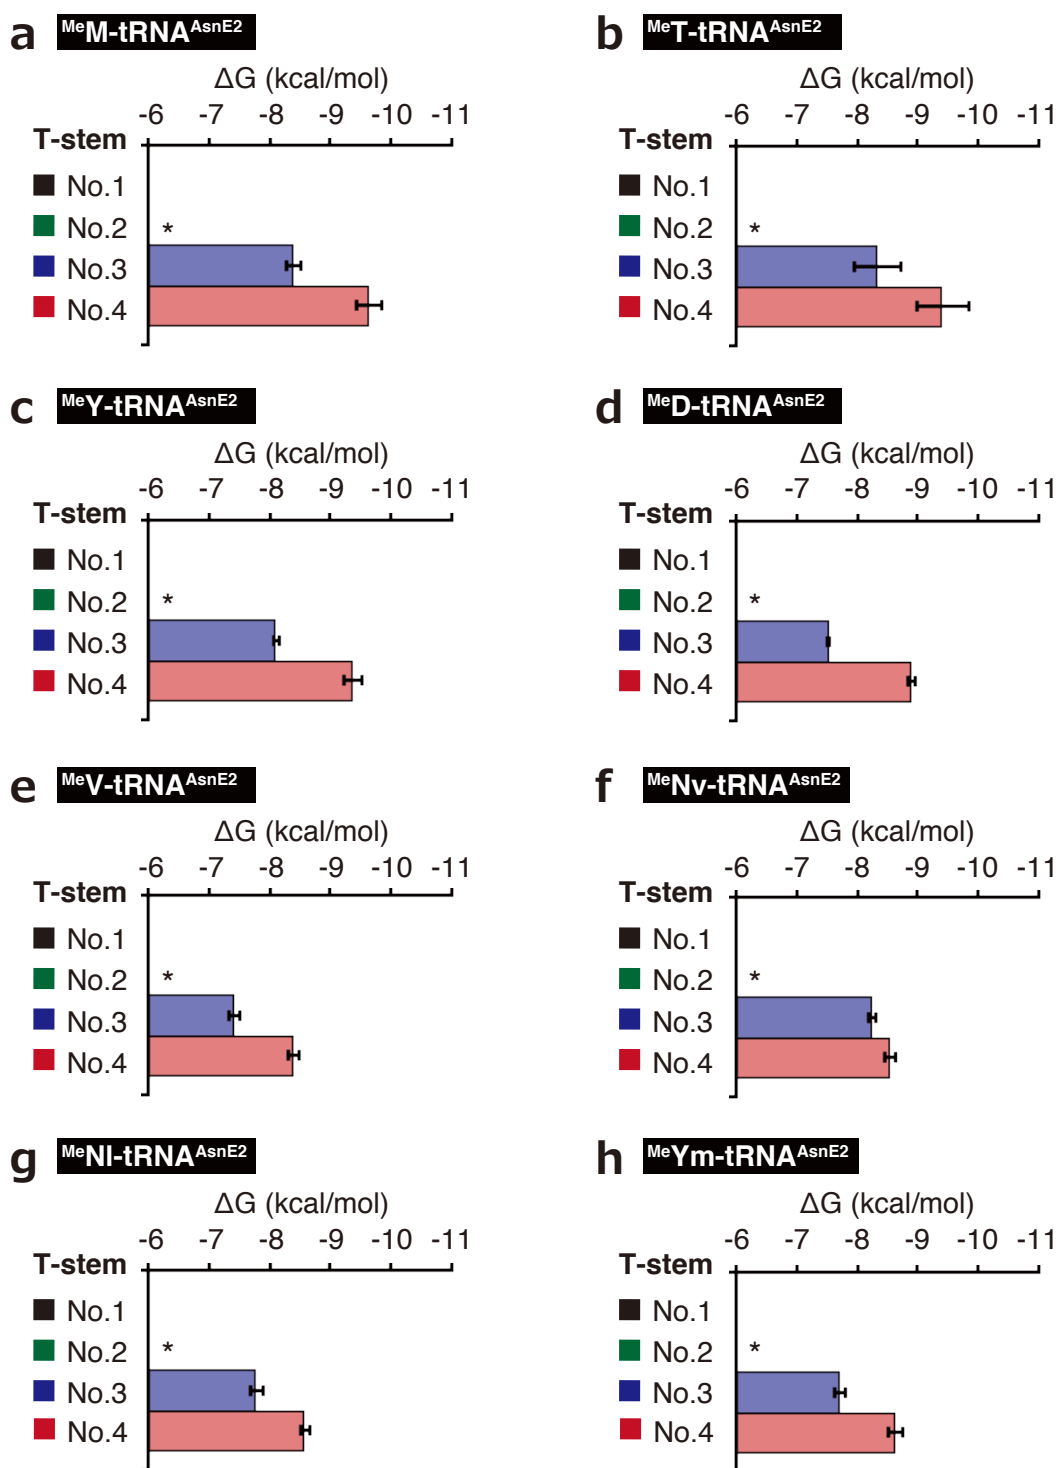 a MeM-tRNAAsnE2
ΔG (kcal/mol)
-6 -7 -8 -9 -10 -11
T-stem
No.1
No.2 *
No.3
No.4
b MeT-tRNAAsnE2
ΔG (kcal/mol)
-6 -7 -8 -9 -10 -11
T-stem
No.1
No.2 *
No.3
No.4
c MeY-tRNAAsnE2
ΔG (kcal/mol)
-6 -7 -8 -9 -10 -11
T-stem
No.1
No.2 *
No.3
No.4
d MeD-tRNAAsnE2
ΔG (kcal/mol)
-6 -7 -8 -9 -10 -11
T-stem
No.1
No.2 *
No.3
No.4
e MeV-tRNAAsnE2
ΔG (kcal/mol)
-6 -7 -8 -9 -10 -11
T-stem
No.1
No.2 *
No.3
No.4
f MeNv-tRNAAsnE2
ΔG (kcal/mol)
-6 -7 -8 -9 -10 -11
T-stem
No.1
No.2 *
No.3
No.4
g MeNl-tRNAAsnE2
ΔG (kcal/mol)
-6 -7 -8 -9 -10 -11
T-stem
No.1
No.2 *
No.3
No.4
h MeYm-tRNAAsnE2
ΔG (kcal/mol)
-6 -7 -8 -9 -10 -11
T-stem
No.1
No.2 *
No.3
No.4